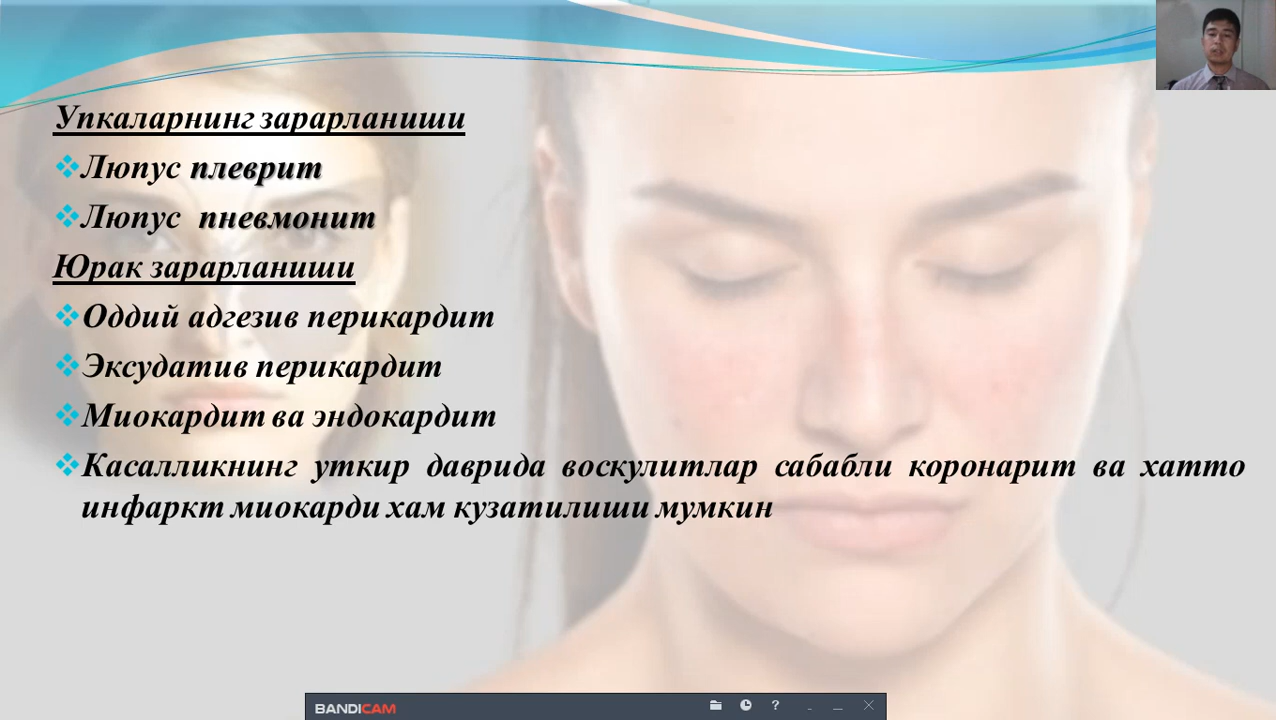 Упкаларнинг зарарланиши
Люпус плеврит
Люпус пневмонит
Юрак зарарланиши
Оддий адгезив перикардит
Эксудатив перикардит
Миокардит ва эндокардит
Касалликнинг уткир даврида воскулитлар сабабли коронарит ва хатто
инфаркт миокарди хам кузатилиши мумкин
BANDICAM